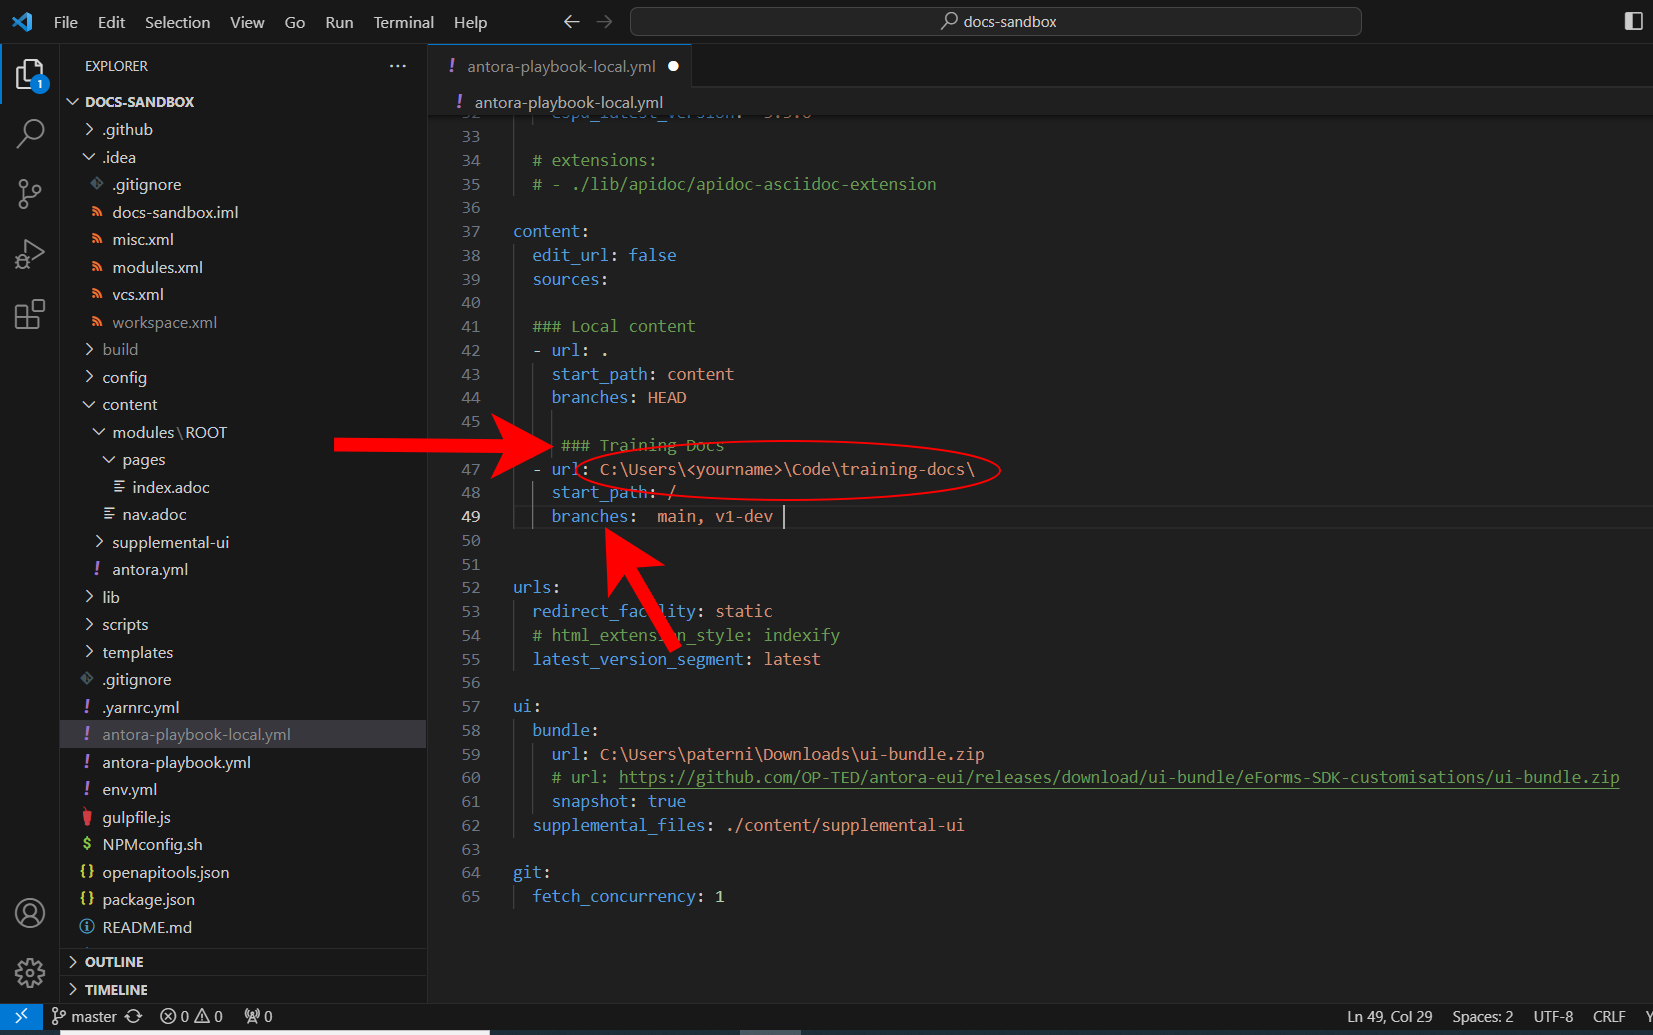 File Edit Selection View Go Run Terminal Help
docs-sandbox
EXPLORER
1
DOCS-SANDBOX
.github
.idea
.gitignore
docs-sandbox.iml
misc.xml
modules.xml
vcs.xml
workspace.xml
build
config
content
modules\ROOT
pages
index.adoc
nav.adoc
supplemental-ui
antora.yml
lib
scripts
templates
.gitignore
.yarnrc.yml
antora-playbook-local.yml
antora-playbook.yml
env.yml
gulpfile.js
NPMconfig.sh
openapitools.json
package.json
README.md
OUTLINE
TIMELINE
antora-playbook-local.yml
antora-playbook-local.yml
33
34 # extensions:
35 # - ./lib/apidoc/apidoc-asciidoc-extension
36
37 content:
38 edit_url: false
39 sources:
40
41 ### Local content
42 - url: .
43 start_path: content
44 branches: HEAD
45
### Training Docs
47 - url: C:\Users\<yourname>\Code\training-docs\
48 start_path: /
49 branches:  main, v1-dev
50
51
52 urls:
53 redirect_facility: static
54 # html_extension_style: indexify
55 latest_version_segment: latest
56
57 ui:
58 bundle:
59 url: C:\Users\paterni\Downloads\ui-bundle.zip
60 # url: https://github.com/OP-TED/antora-eui/releases/download/ui-bundle/eForms-SDK-customisations/ui-bundle.zip
61 snapshot: true
62 supplemental_files: ./content/supplemental-ui
63
64 git:
65 fetch_concurrency: 1
master 0 0 0 Ln 49, Col 29 Spaces: 2 UTF-8 CRLF